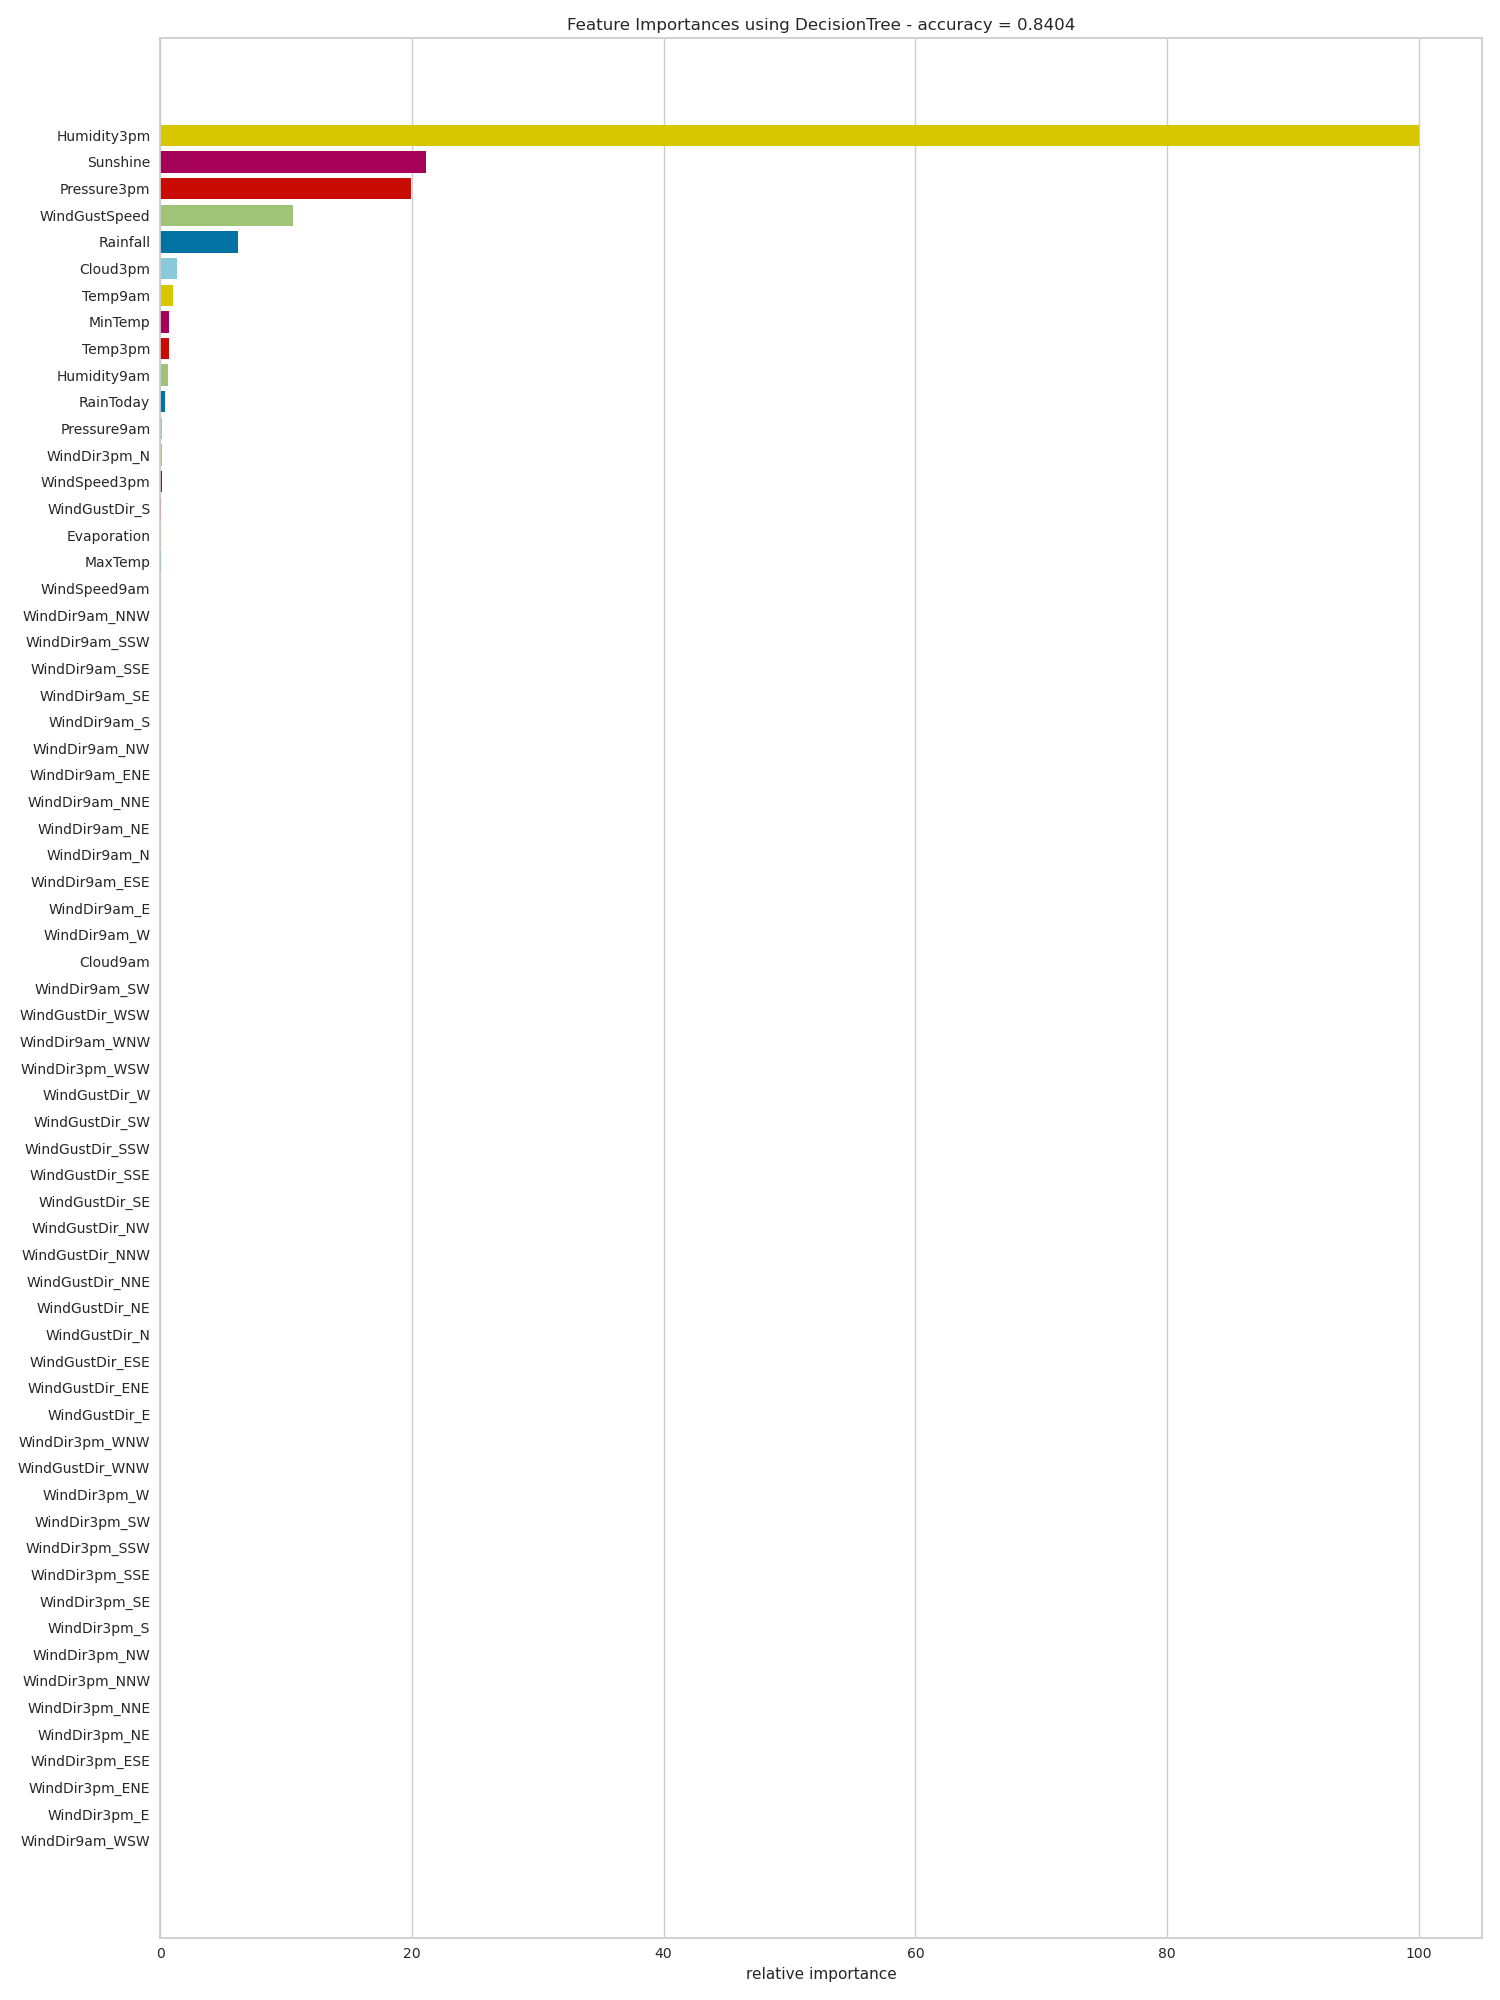 Feature Importances using DecisionTree - accuracy = 0.8404
Humidity3pm
Sunshine
Pressure3pm
WindGustSpeed
Rainfall
Cloud3pm
Temp9am
MinTemp
Temp3pm
Humidity9am
RainToday
Pressure9am
WindDir3pm_N
WindSpeed3pm
WindGustDir_S
Evaporation
MaxTemp
WindSpeed9am
WindDir9am_NNW
WindDir9am_SSW
WindDir9am_SSE
WindDir9am_SE
WindDir9am_S
WindDir9am_NW
WindDir9am_ENE
WindDir9am_NNE
WindDir9am_NE
WindDir9am_N
WindDir9am_ESE
WindDir9am_E
WindDir9am_W
Cloud9am
WindDir9am_SW
WindGustDir_WSW
WindDir9am_WNW
WindDir3pm_WSW
WindGustDir_W
WindGustDir_SW
WindGustDir_SSW
WindGustDir_SSE
WindGustDir_SE
WindGustDir_NW
WindGustDir_NNW
WindGustDir_NNE
WindGustDir_NE
WindGustDir_N
WindGustDir_ESE
WindGustDir_ENE
WindGustDir_E
WindDir3pm_WNW
WindGustDir_WNW
WindDir3pm_W
WindDir3pm_SW
WindDir3pm_SSW
WindDir3pm_SSE
WindDir3pm_SE
WindDir3pm_S
WindDir3pm_NW
WindDir3pm_NNW
WindDir3pm_NNE
WindDir3pm_NE
WindDir3pm_ESE
WindDir3pm_ENE
WindDir3pm_E
WindDir9am_WSW
0 20 40 60 80 100
relative importance